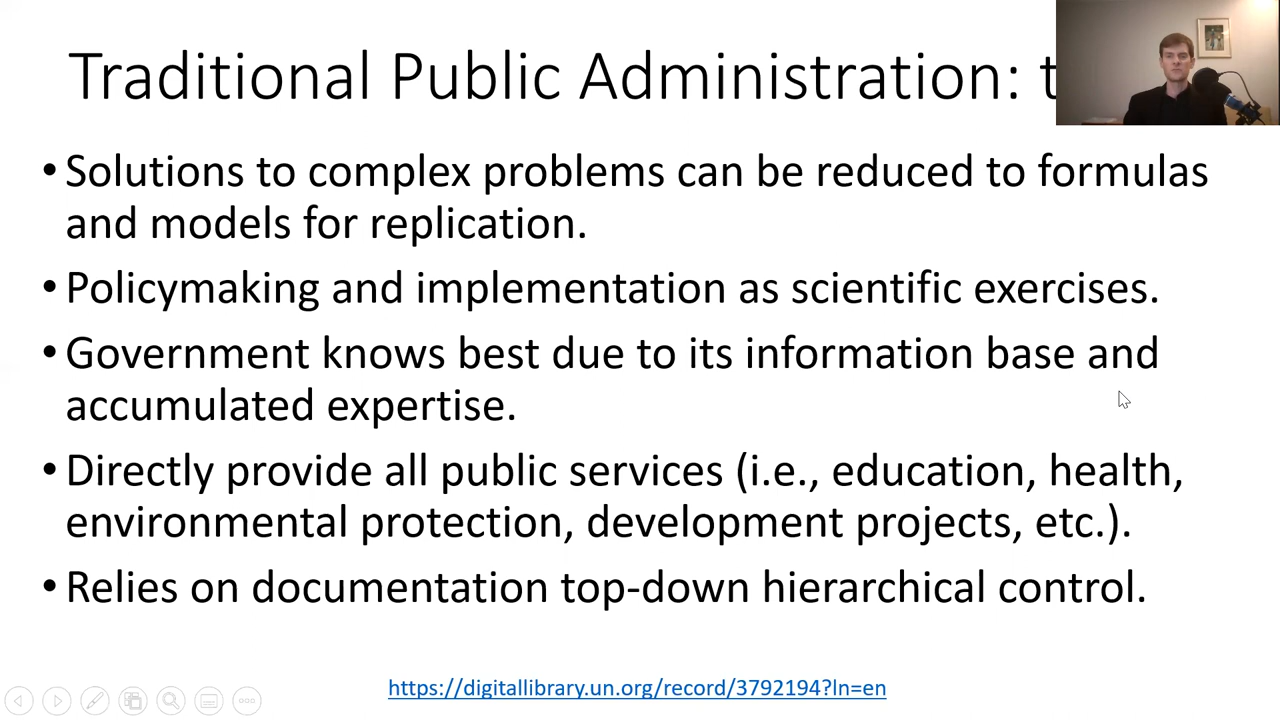 Traditional Public Administration:
• Solutions to complex problems can be reduced to formulas
and models for replication.
• Policymaking and implementation as scientific exercises.
• Government knows best due to its information base and
accumulated expertise.
• Directly provide all public services (i.e., education, health,
environmental protection, development projects, etc.).
• Relies on documentation top-down hierarchical control.
https://digitallibrary.un.org/record/3792194?ln=en